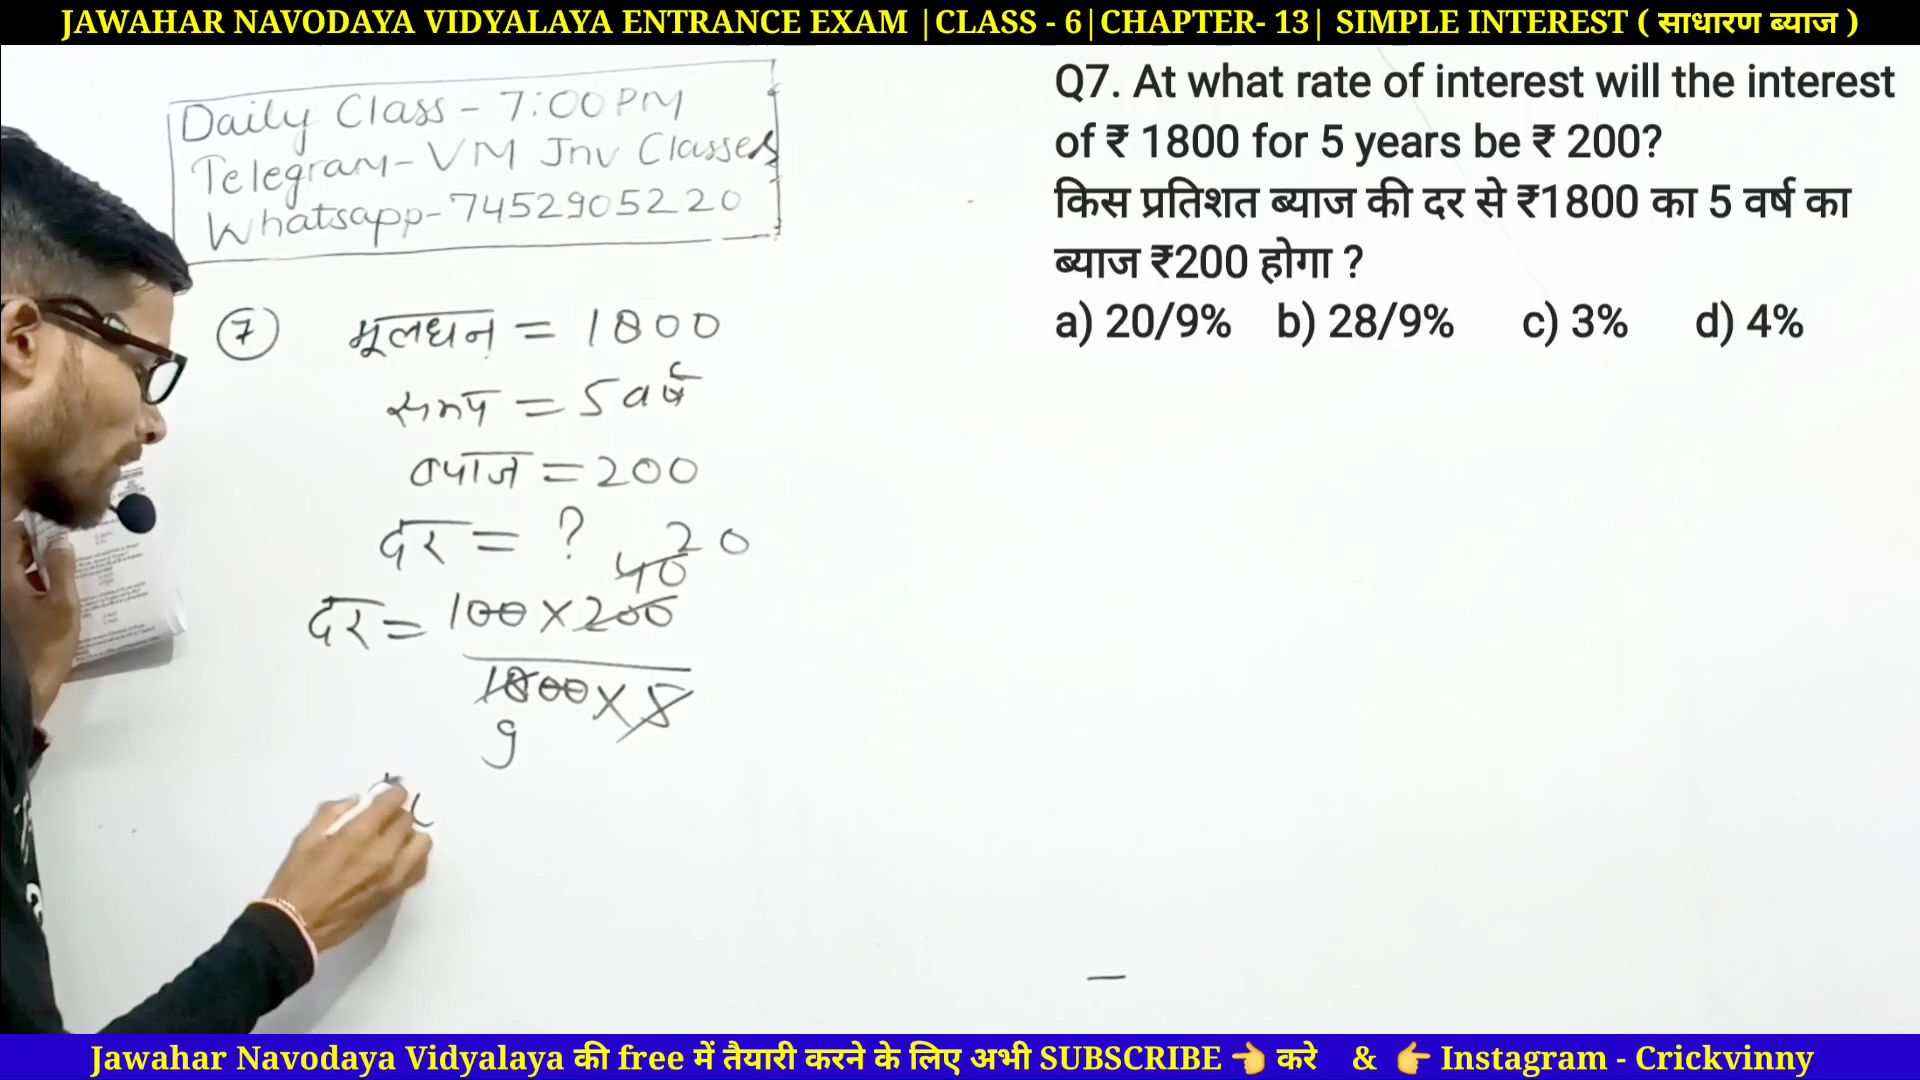 JAWAHAR NAVODAYA VIDYALAYA ENTRANCE EXAM |CLASS - 6|CHAPTER- 13| SIMPLE INTEREST ( साधारण ब्याज )
Daily Class - 7:00 PM
Telegram - VM Jnv Classes
Whatsapp - 7452905220
7 मूलधन = 1800
समय = 5 वर्ष
ब्याज = 200
दर = ?
20
40
दर = 100 × 200
1800 × 5
9
Q7. At what rate of interest will the interest
of ₹ 1800 for 5 years be ₹ 200?
किस प्रतिशत ब्याज की दर से ₹1800 का 5 वर्ष का
ब्याज ₹200 होगा ?
a) 20/9% b) 28/9% c) 3% d) 4%
Jawahar Navodaya Vidyalaya की free में तैयारी करने के लिए अभी SUBSCRIBE 👈 करे & 👉 Instagram - Crickvinny